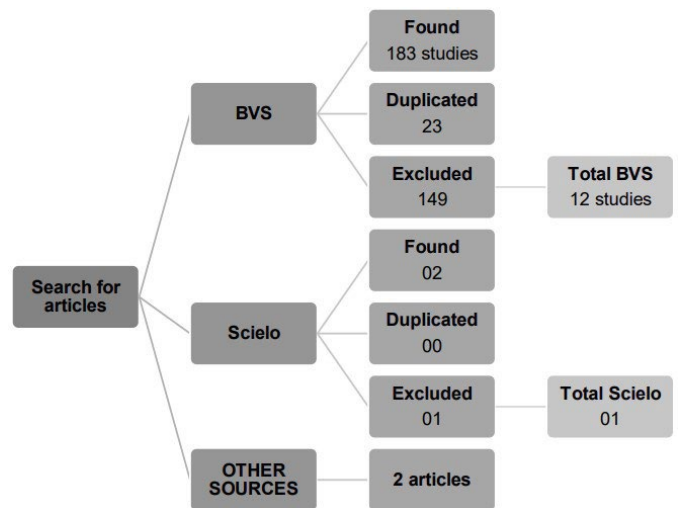 Search for
articles
BVS
Found
183 studies
Duplicated
23
Excluded
149
Total BVS
12 studies
Scielo
Found
02
Duplicated
00
Excluded
01
Total Scielo
01
OTHER
SOURCES
2 articles